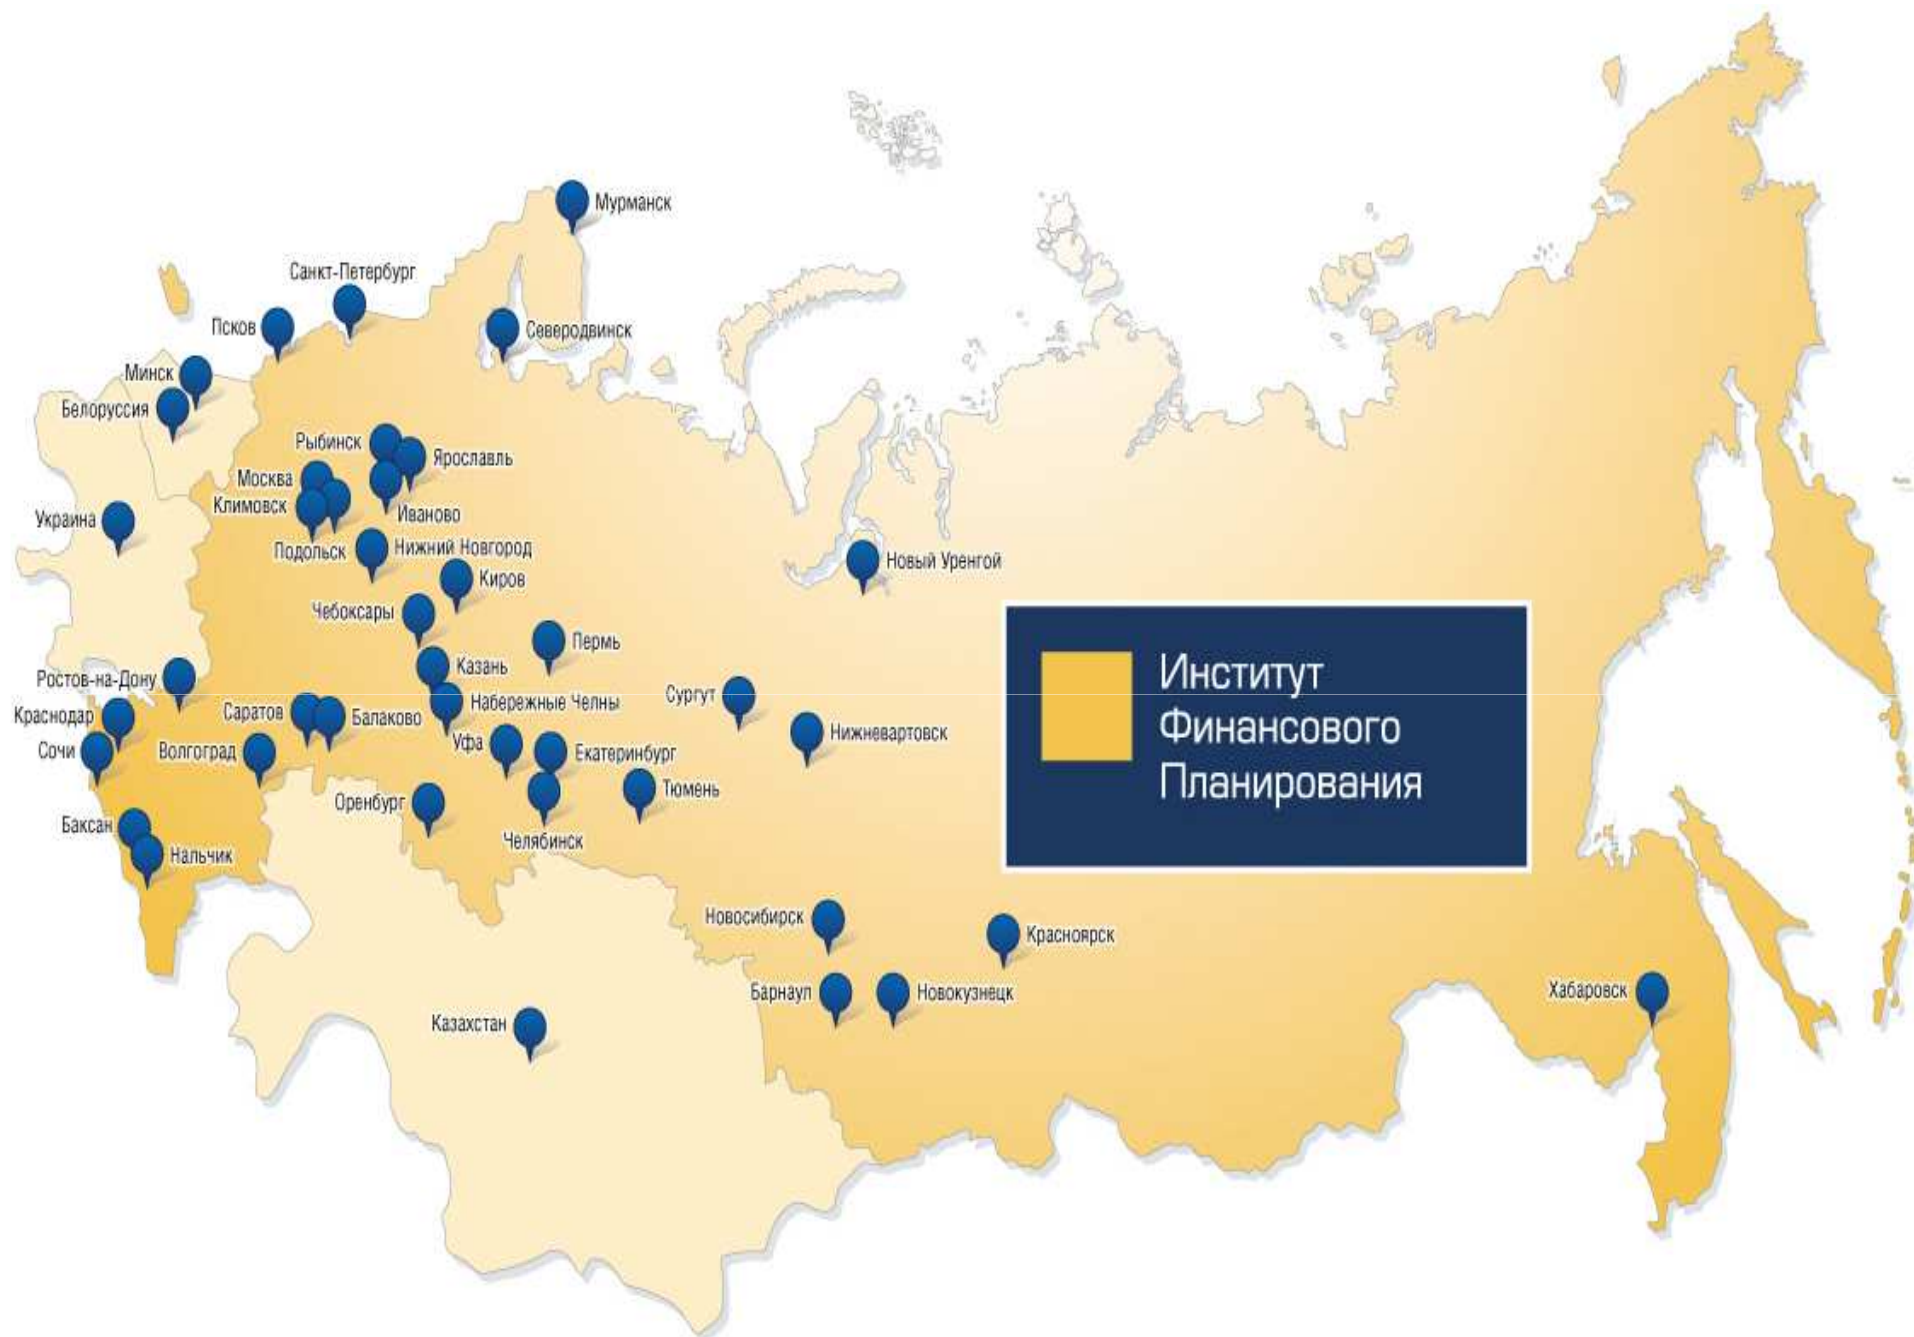 Мурманск
Санкт-Петербург
Псков
Северодвинск
Минск
Белоруссия
Рыбинск
Ярославль
Москва
Климовск
Иваново
Украина
Подольск
Нижний Новгород
Новый Уренгой
Киров
Чебоксары
Пермь
Казань
Ростов-на-Дону
Сургут
Набережные Челны
Краснодар
Саратов
Балаково
Нижневартовск
Уфа
Сочи
Волгоград
Екатеринбург
Тюмень
Оренбург
Баксан
Челябинск
Нальчик
Институт
Финансового
Планирования
Новосибирск
Красноярск
Барнаул
Новокузнецк
Хабаровск
Казахстан